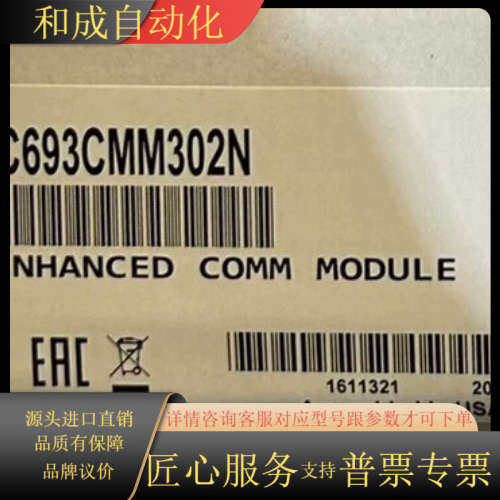 和成自动化
C693CMM302N
NHANCED COMM MODULE
EAC
1611321
20
源头进口直销
品质有保障
品牌议价
详情咨询客服对应型号跟参数才可下单
匠心服务 支持 普票专票